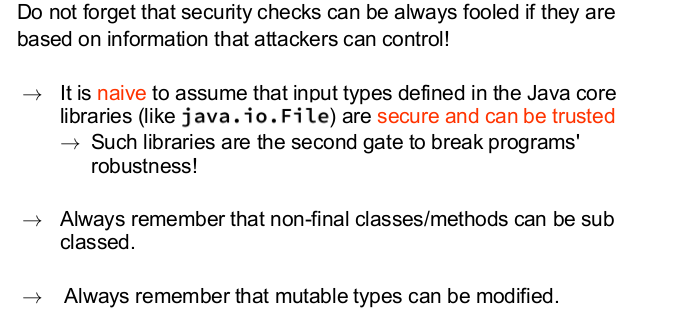 Do not forget that security checks can be always fooled if they are
based on information that attackers can control!
→ It is naive to assume that input types defined in the Java core
libraries (like java.io.File) are secure and can be trusted
→ Such libraries are the second gate to break programs'
robustness!
→ Always remember that non-final classes/methods can be sub
classed.
→ Always remember that mutable types can be modified.